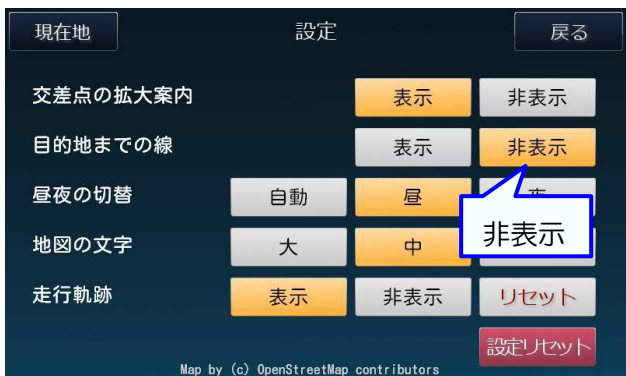 現在地 設定 戻る
交差点の拡大案内 表示 非表示
目的地までの線 表示 非表示
昼夜の切替 自動 昼
非表示
地図の文字 大 中
走行軌跡 表示 非表示 リセット
設定リセット
Map by (c) OpenStreetMap contributors